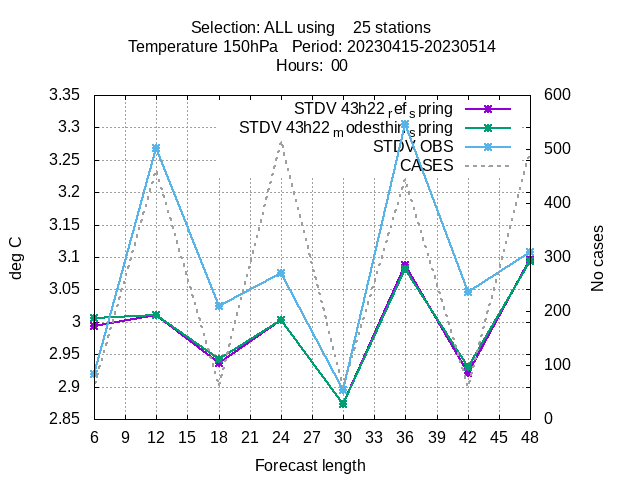 Selection: ALL using    25 stations
Temperature 150hPa   Period: 20230415-20230514
Hours:  00
3.35
3.3
3.25
3.2
3.15
3.1
3.05
3
2.95
2.9
2.85
deg C
STDV 43h22_ref_spring
STDV 43h22_modesthin_spring
STDV OBS
CASES
600
500
400
300
200
100
0
No cases
6 9 12 15 18 21 24 27 30 33 36 39 42 45 48
Forecast length